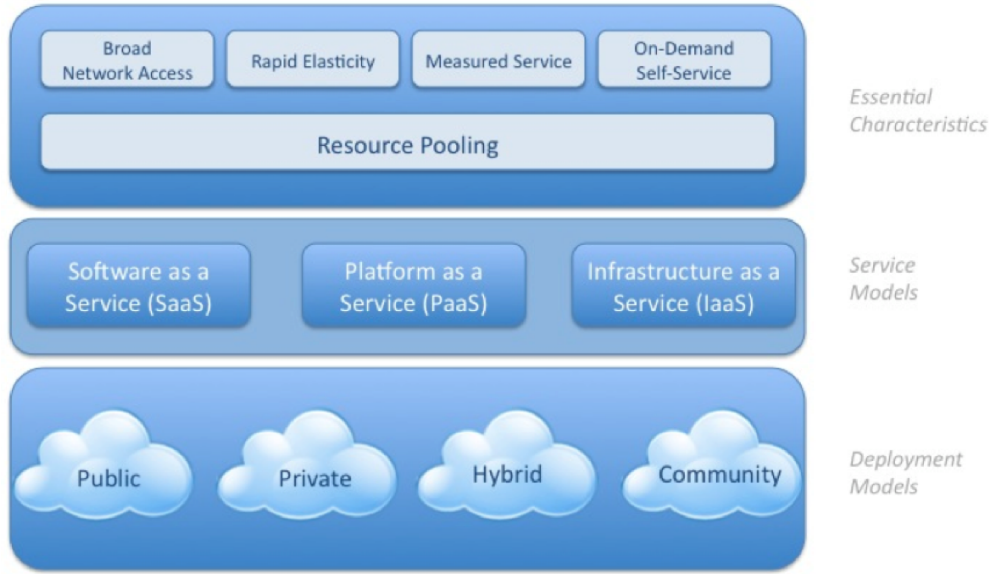 Broad
Network Access
Rapid Elasticity
Measured Service
On-Demand
Self-Service
Essential
Characteristics
Resource Pooling
Software as a
Service (SaaS)
Platform as a
Service (PaaS)
Infrastructure as a
Service (IaaS)
Service
Models
Public
Private
Hybrid
Community
Deployment
Models